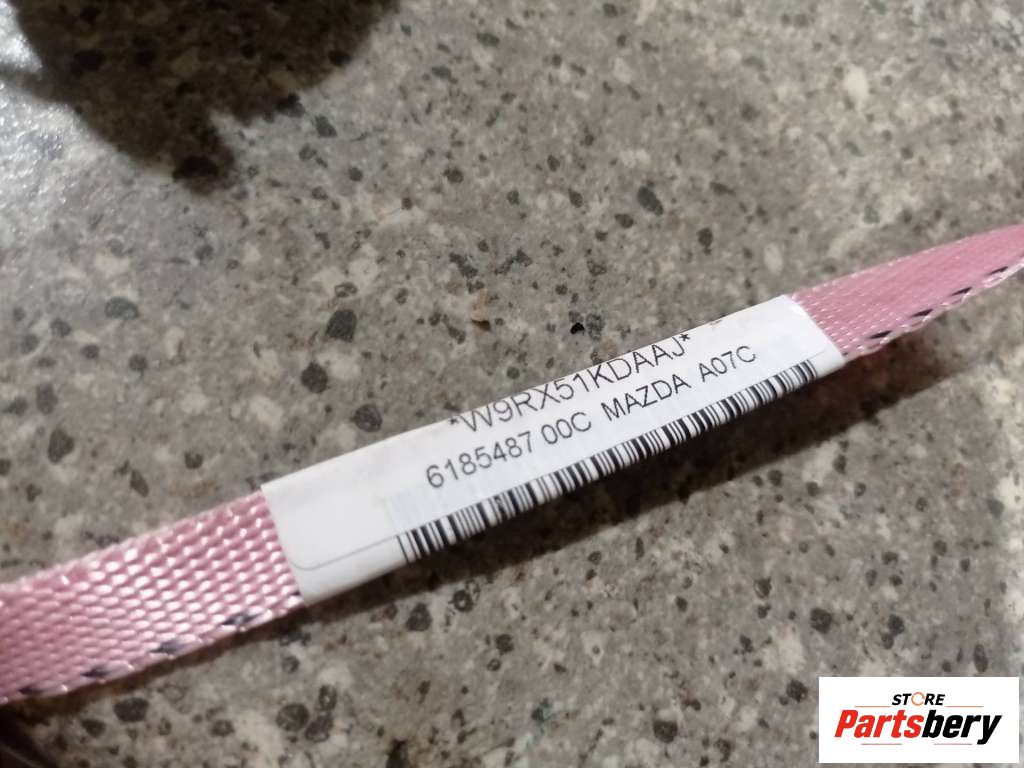 *W9RX51KDAAJ*
6185487 00C MAZDA A07C
STORE
Partsbery